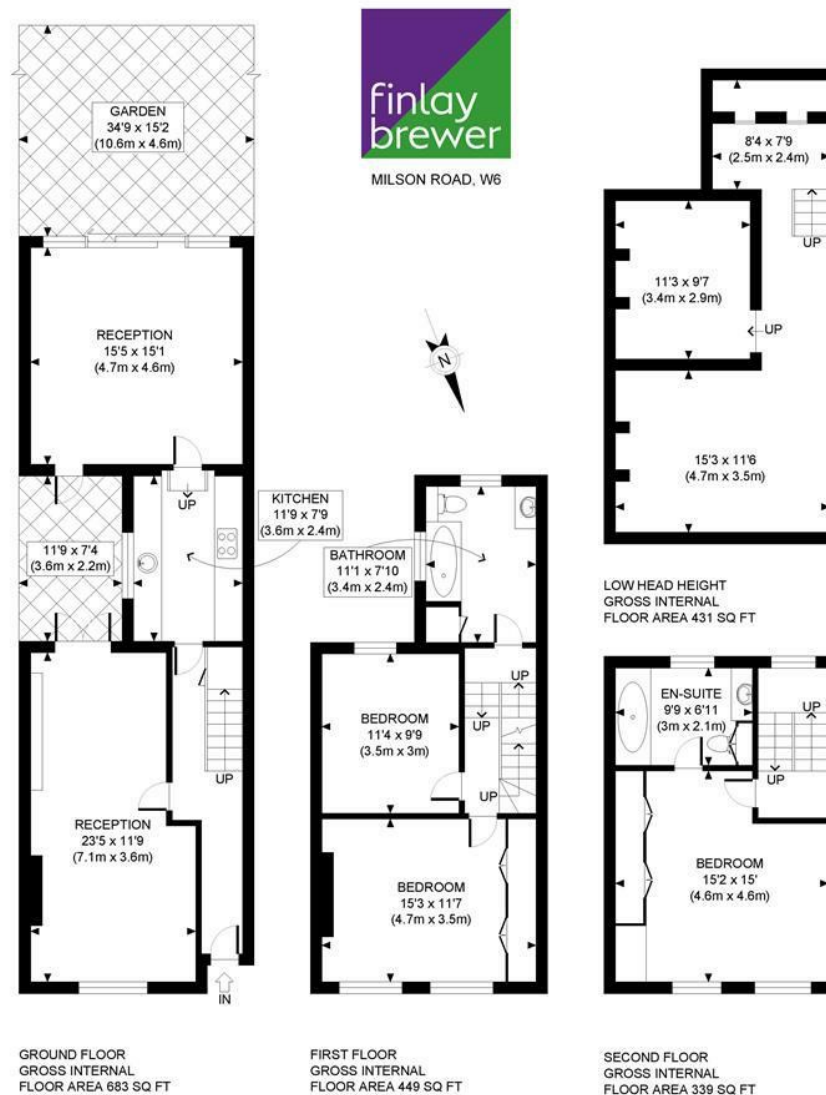 finlay
brewer
MILSON ROAD, W6
GARDEN
34'9 x 15'2
(10.6m x 4.6m)
RECEPTION
15'5 x 15'1
(4.7m x 4.6m)
UP
KITCHEN
11'9 x 7'9
(3.6m x 2.4m)
11'9 x 7'4
(3.6m x 2.2m)
UP
RECEPTION
23'5 x 11'9
(7.1m x 3.6m)
IN
GROUND FLOOR
GROSS INTERNAL
FLOOR AREA 683 SQ FT
N
BATHROOM
11'1 x 7'10
(3.4m x 2.4m)
BEDROOM
11'4 x 9'9
(3.5m x 3m)
UP
UP
UP
BEDROOM
15'3 x 11'7
(4.7m x 3.5m)
FIRST FLOOR
GROSS INTERNAL
FLOOR AREA 449 SQ FT
8'4 x 7'9
(2.5m x 2.4m)
UP
11'3 x 9'7
(3.4m x 2.9m)
UP
15'3 x 11'6
(4.7m x 3.5m)
LOW HEAD HEIGHT
GROSS INTERNAL
FLOOR AREA 431 SQ FT
EN-SUITE
9'9 x 6'11
(3m x 2.1m)
UP
UP
BEDROOM
15'2 x 15'
(4.6m x 4.6m)
SECOND FLOOR
GROSS INTERNAL
FLOOR AREA 339 SQ FT